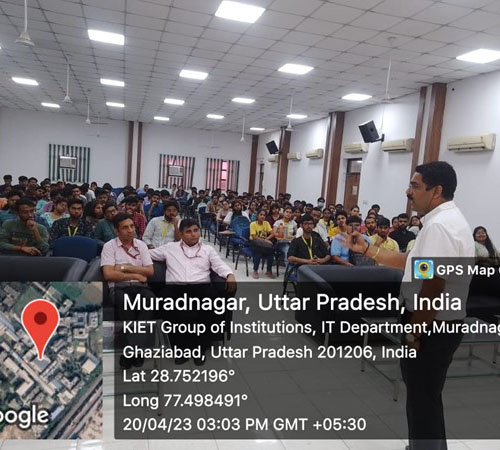 GPS Map
Muradnagar, Uttar Pradesh, India
KIET Group of Institutions, IT Department,Muradnag
Ghaziabad, Uttar Pradesh 201206, India
Lat 28.752196°
Long 77.498491°
20/04/23 03:03 PM GMT +05:30
oogle